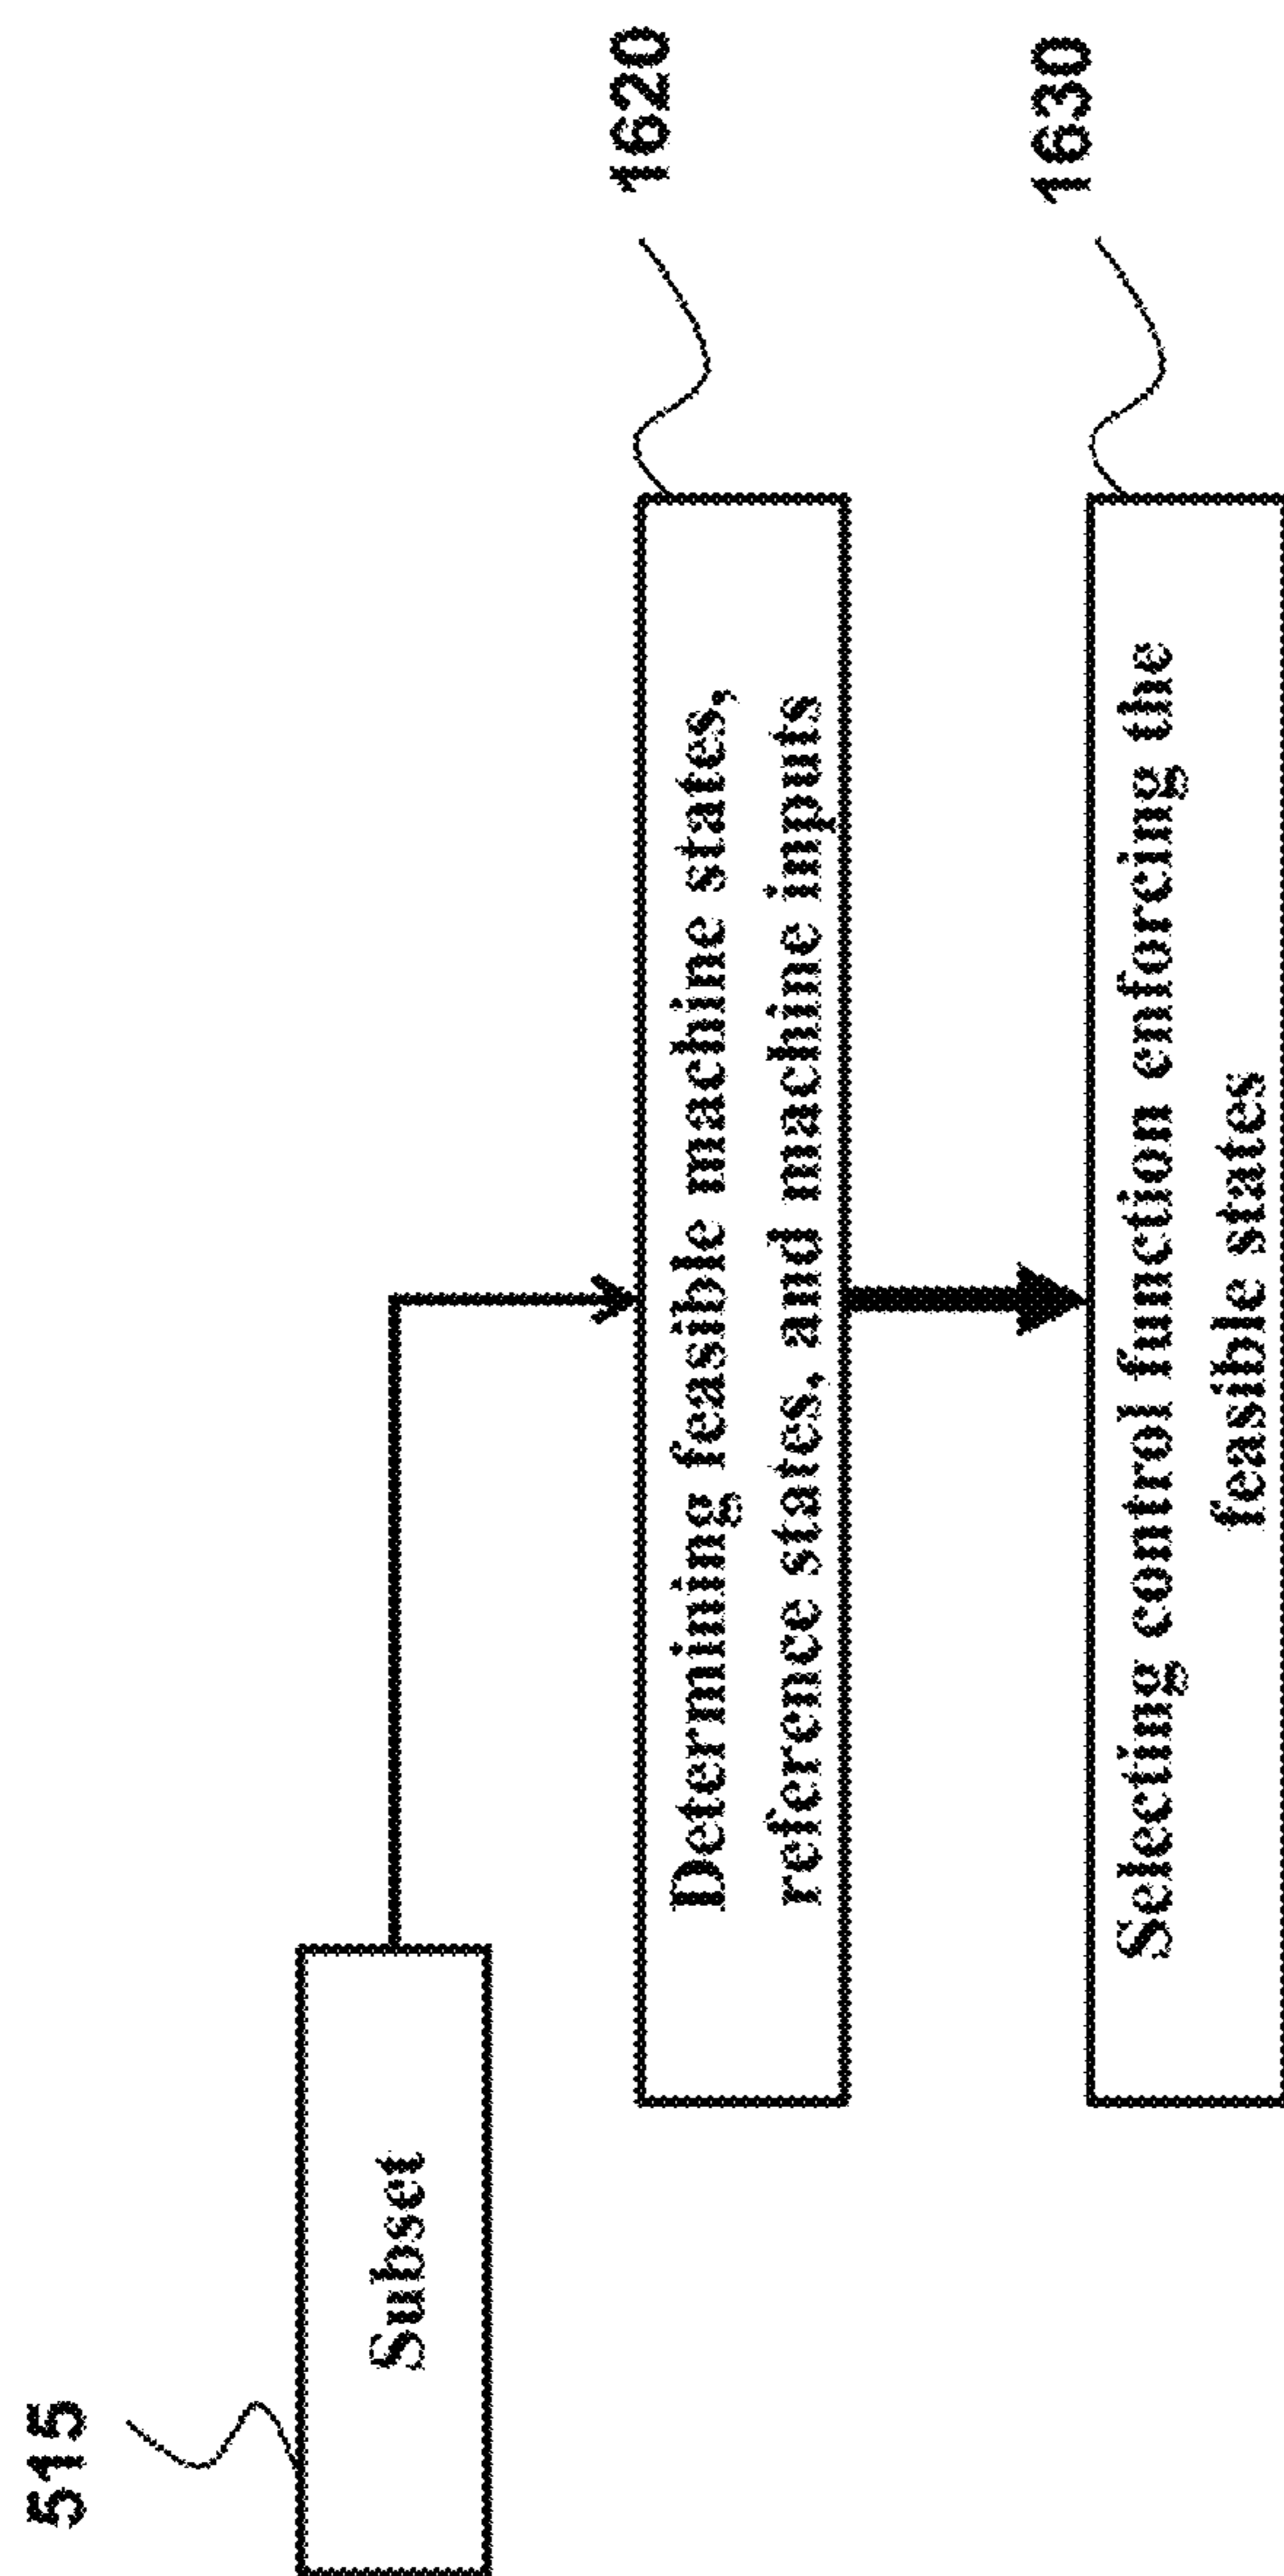 515
Subset
1620
Determining feasible machine states,
reference states, and machine inputs
1630
Selecting control function enforcing the
feasible states